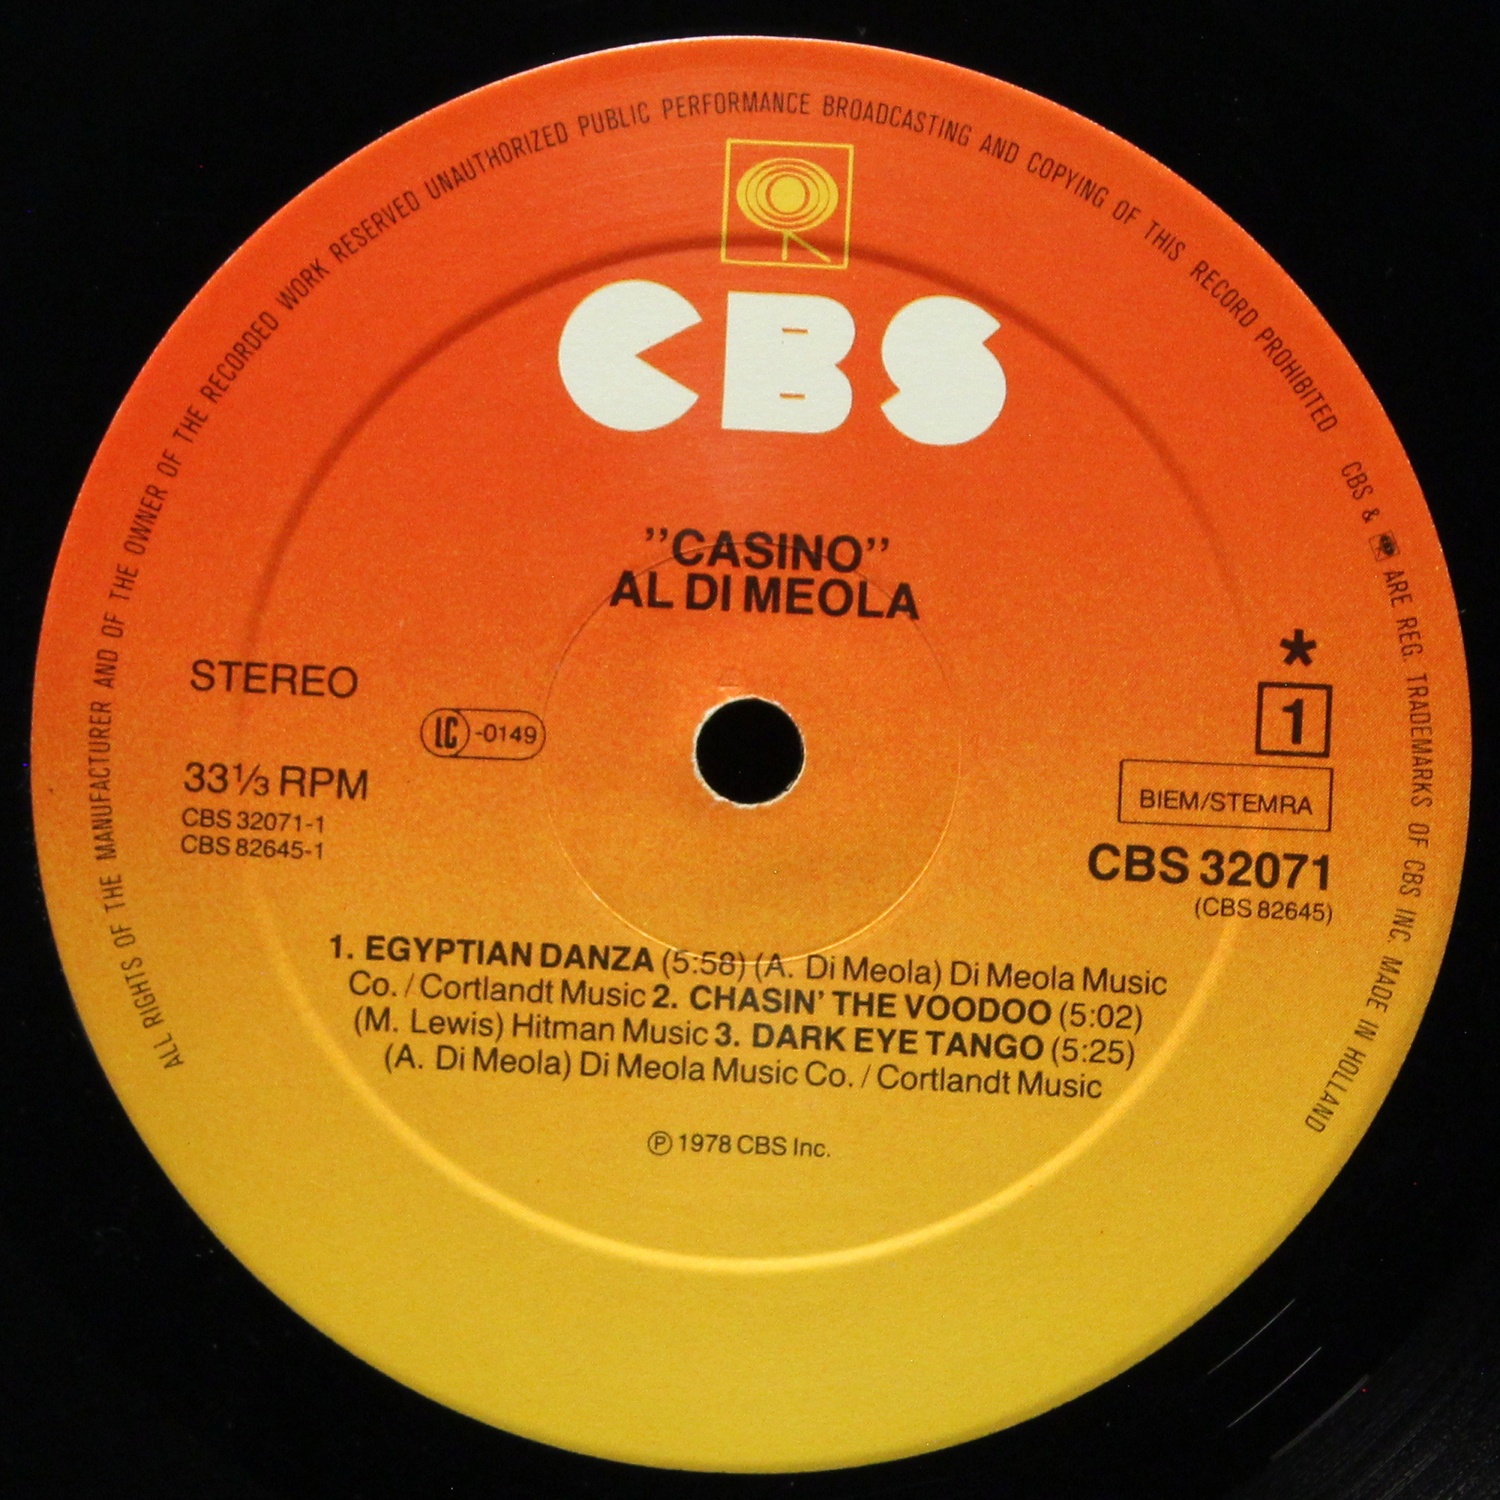 ALL RIGHTS OF THE MANUFACTURER AND OF THE OWNER OF THE RECORDED WORK RESERVED UNAUTHORIZED PUBLIC PERFORMANCE BROADCASTING AND COPYING OF THIS RECORD PROHIBITED CBS & ARE REG. TRADEMARKS OF CBS INC. MADE IN HOLLAND
CBS
”CASINO”
AL DI MEOLA
STEREO
LC -0149
33⅓ RPM
CBS 32071-1
CBS 82645-1
*
1
BIEM/STEMRA
CBS 32071
(CBS 82645)
1. EGYPTIAN DANZA (5:58) (A. Di Meola) Di Meola Music
Co. / Cortlandt Music 2. CHASIN’ THE VOODOO (5:02)
(M. Lewis) Hitman Music 3. DARK EYE TANGO (5:25)
(A. Di Meola) Di Meola Music Co. / Cortlandt Music
℗ 1978 CBS Inc.